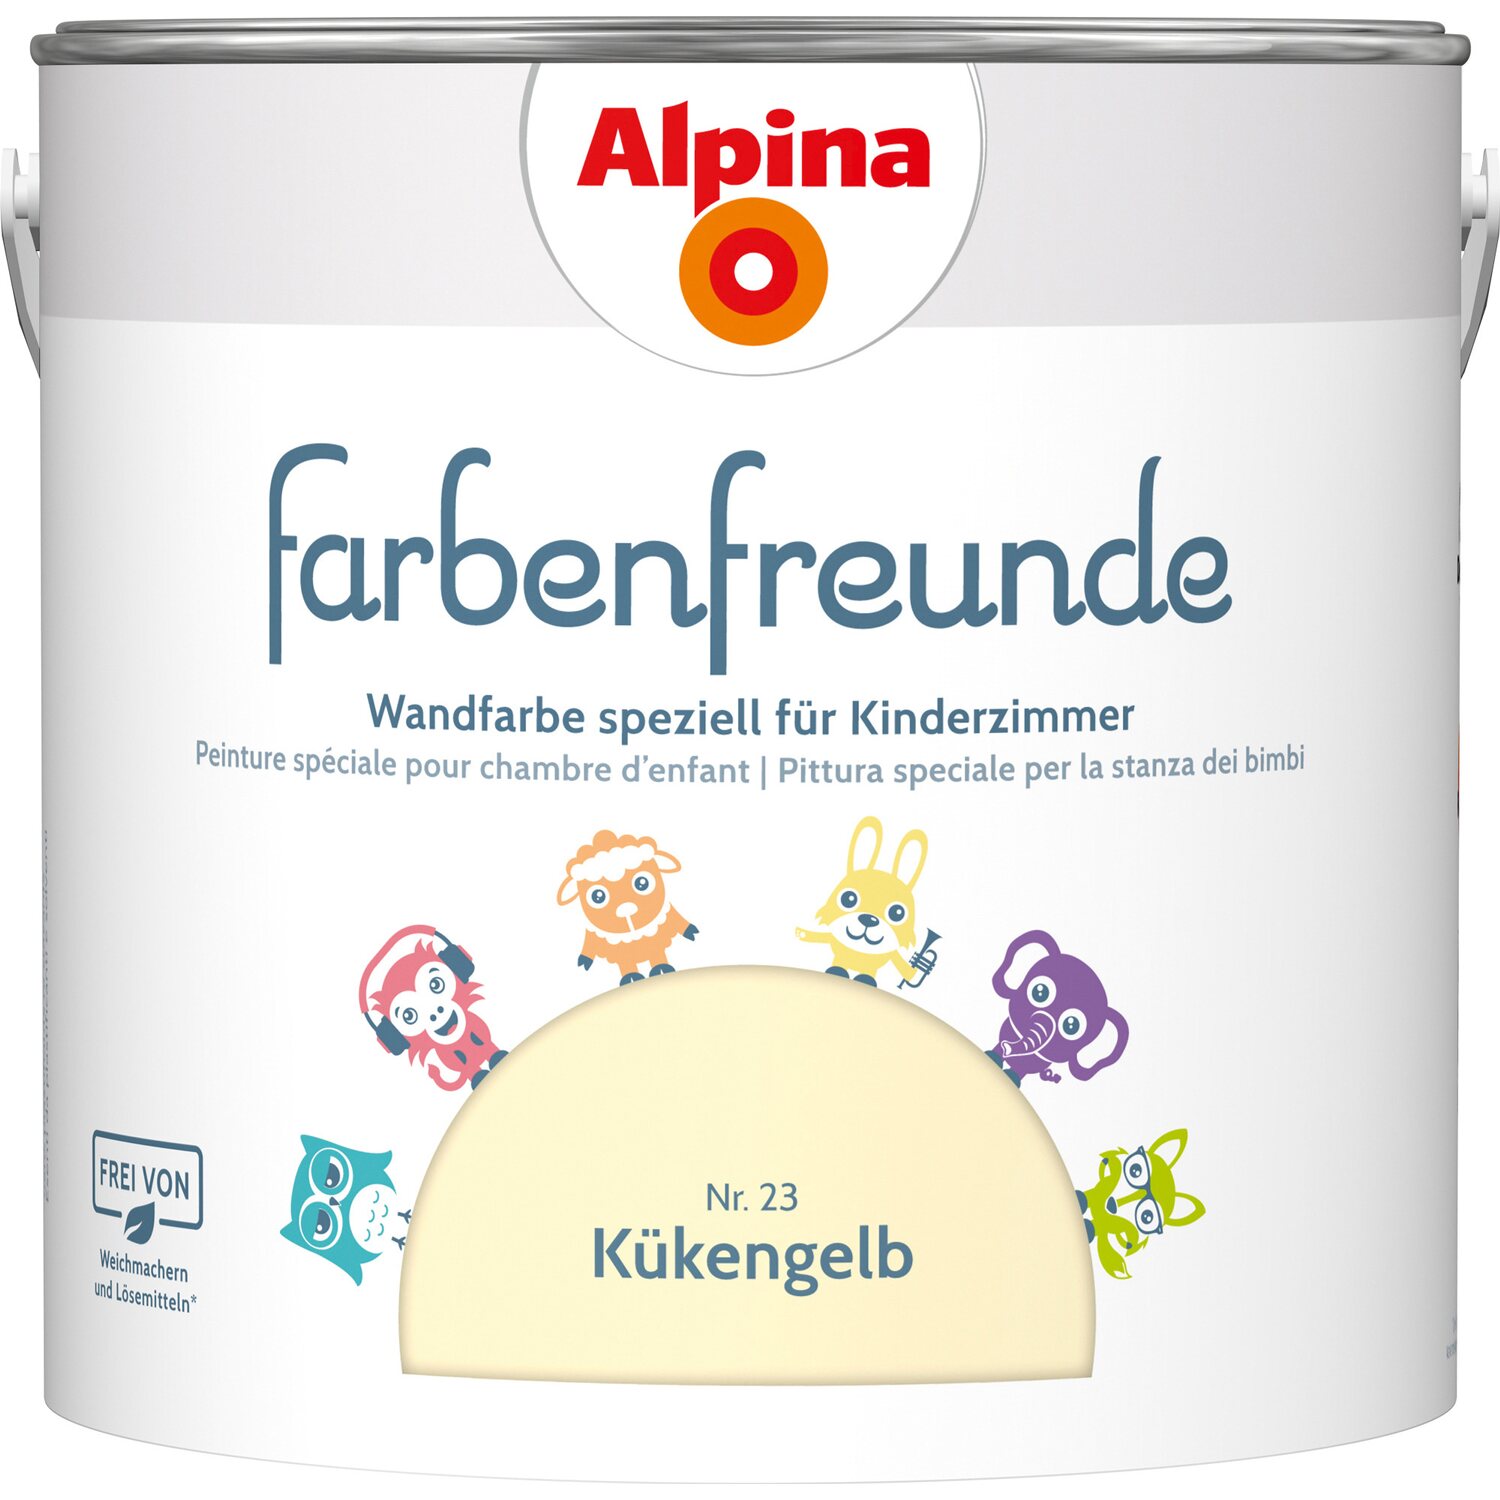 Alpina
farbenfreunde
Wandfarbe speziell für Kinderzimmer
Peinture spéciale pour chambre d'enfant | Pittura speciale per la stanza dei bimbi
FREI VON
Weichmachern
und Lösemitteln*
Nr. 23
Kükengelb